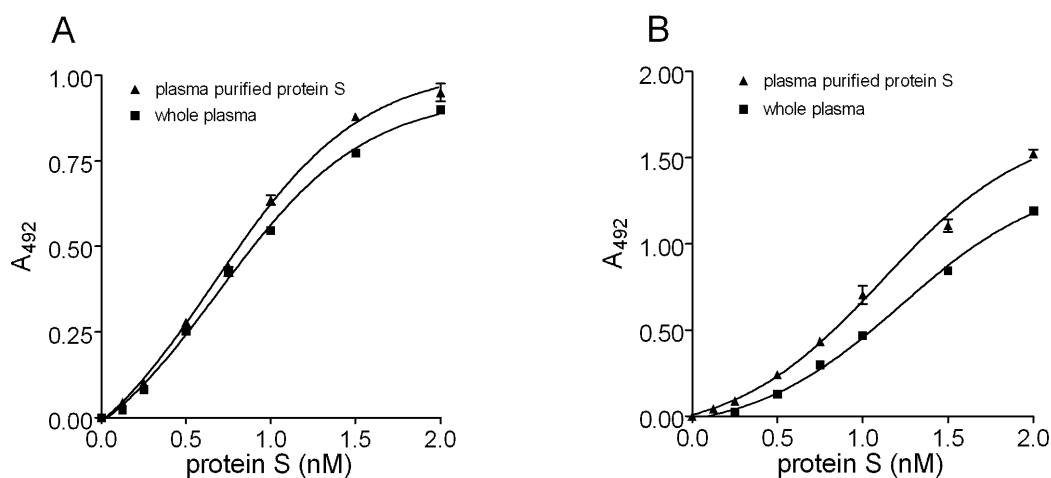 A
plasma purified protein S
whole plasma
1.00
0.75
0.50
0.25
0.00
A492
0.0 0.5 1.0 1.5 2.0
protein S (nM)
B
plasma purified protein S
whole plasma
2.00
1.50
1.00
0.50
0.00
A492
0.0 0.5 1.0 1.5 2.0
protein S (nM)